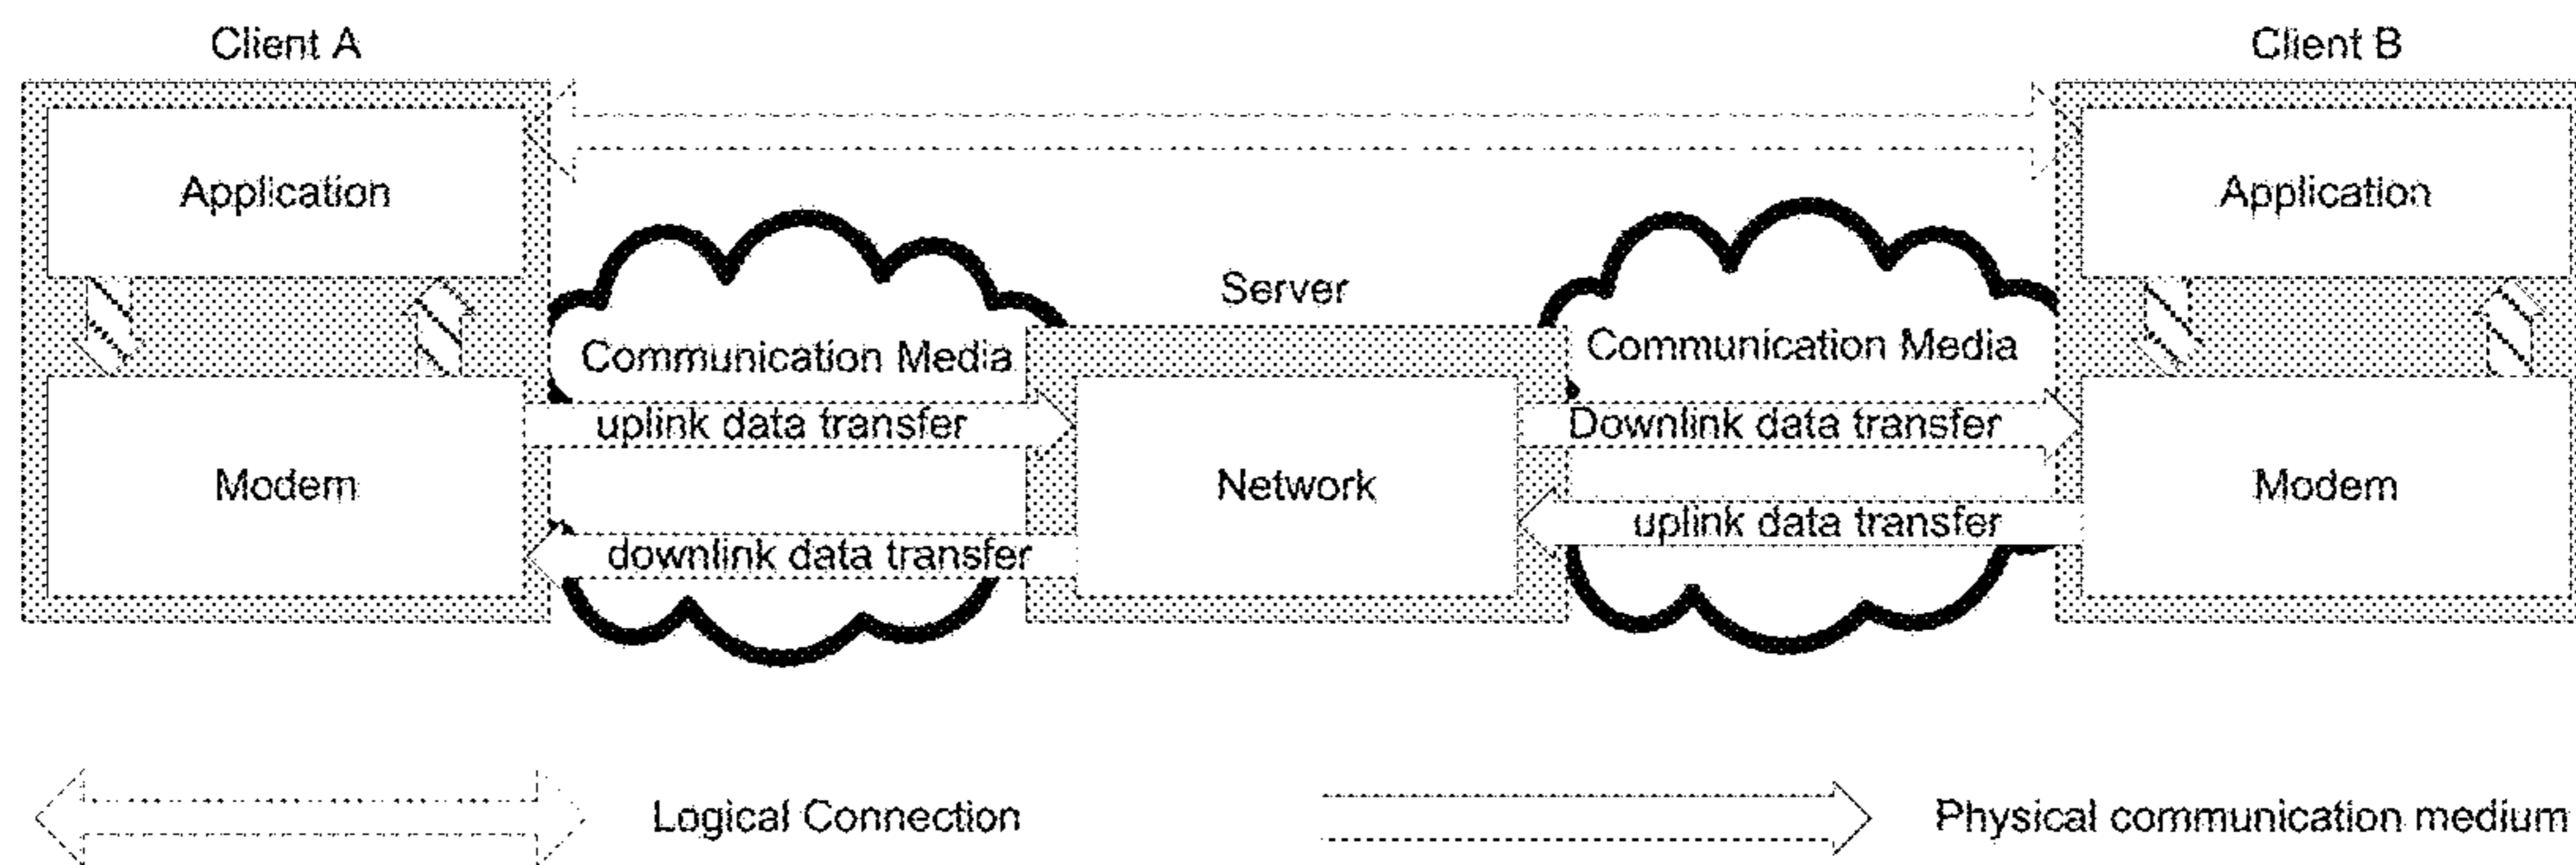 Client A
Client B
Application
Application
Server
Communication Media
Communication Media
uplink data transfer
Downlink data transfer
Modem
Network
Modem
uplink data transfer
downlink data transfer
Logical Connection
Physical communication medium